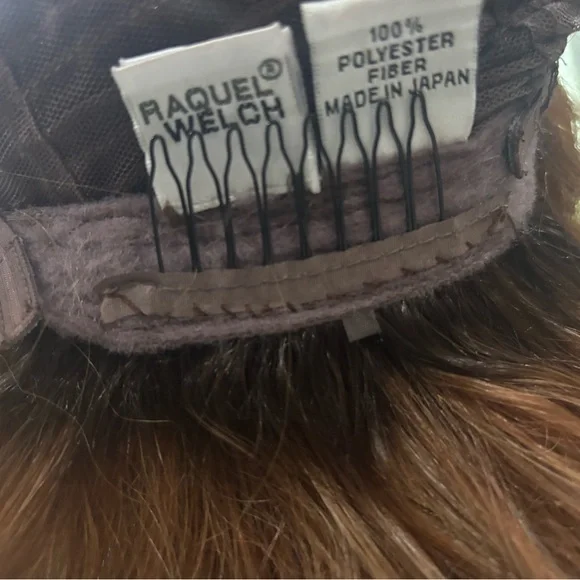 RAQUEL®
WELCH
100%
POLYESTER
FIBER
MADE IN JAPAN